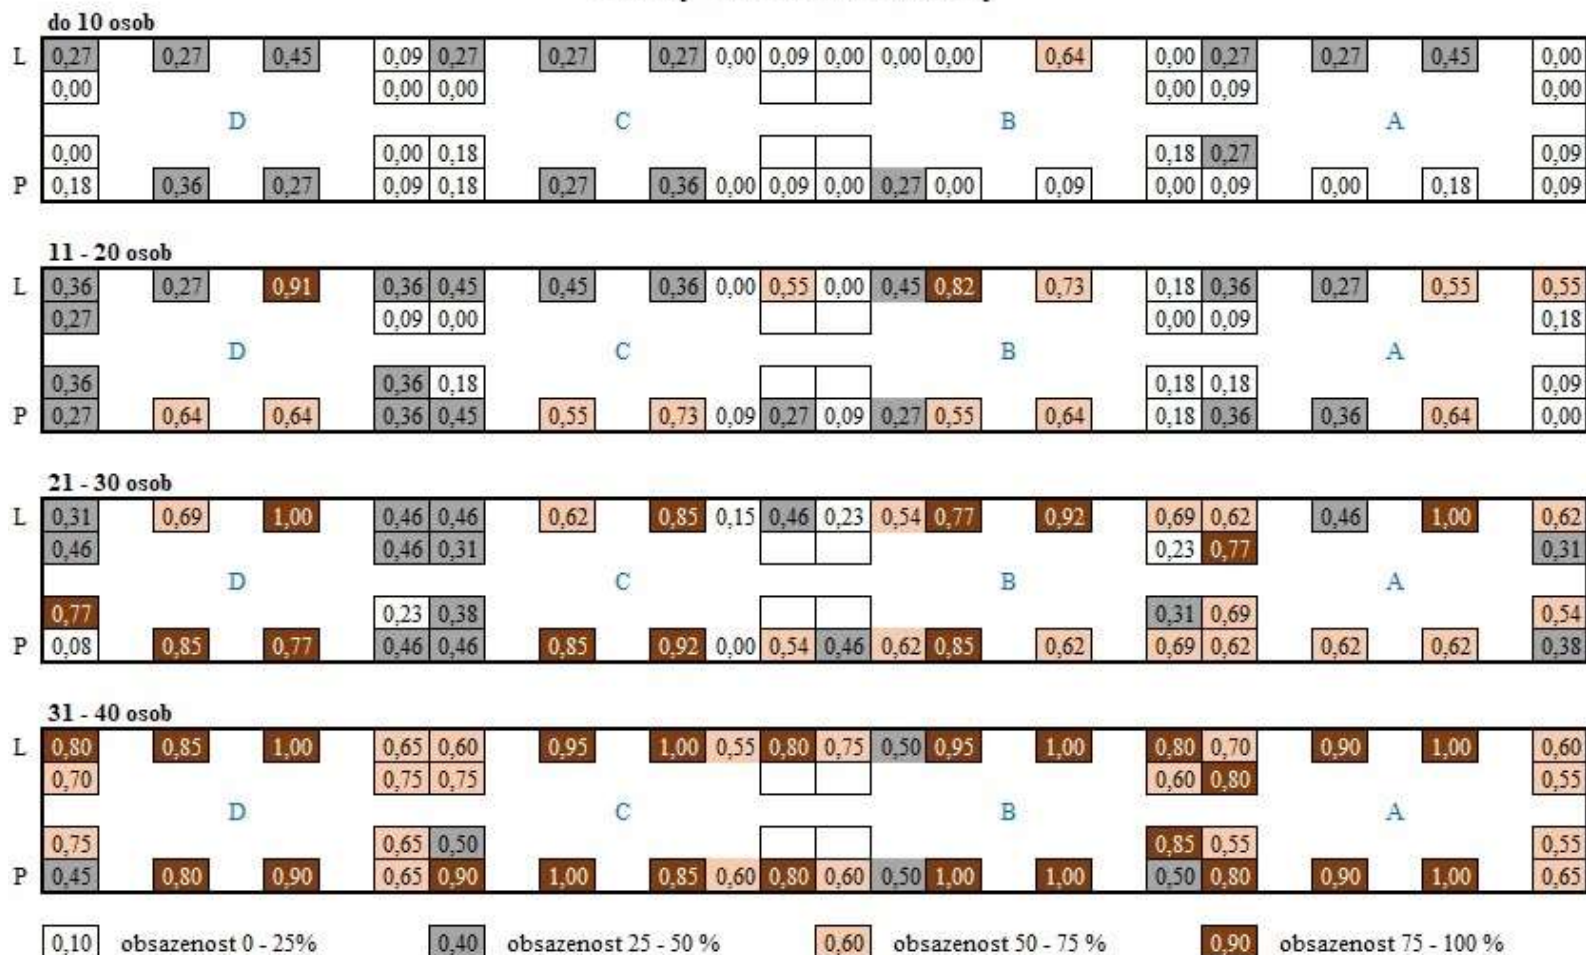 do 10 osob
L 0,27 0,27 0,45 0,09 0,27 0,27 0,27 0,00 0,09 0,00 0,00 0,00 0,64 0,00 0,27 0,27 0,45 0,00
0,00 0,00 0,00 0,00 0,09 0,00
D C B A
0,00 0,00 0,18 0,18 0,27 0,09
P 0,18 0,36 0,27 0,09 0,18 0,27 0,36 0,00 0,09 0,00 0,27 0,00 0,09 0,00 0,09 0,00 0,18 0,09
11 - 20 osob
L 0,36 0,27 0,91 0,36 0,45 0,45 0,36 0,00 0,55 0,00 0,45 0,82 0,73 0,18 0,36 0,27 0,55 0,55
0,27 0,09 0,00 0,00 0,09 0,18
D C B A
0,36 0,36 0,18 0,18 0,18 0,09
P 0,27 0,64 0,64 0,36 0,45 0,55 0,73 0,09 0,27 0,09 0,27 0,55 0,64 0,18 0,36 0,36 0,64 0,00
21 - 30 osob
L 0,31 0,69 1,00 0,46 0,46 0,62 0,85 0,15 0,46 0,23 0,54 0,77 0,92 0,69 0,62 0,46 1,00 0,62
0,46 0,46 0,31 0,23 0,77 0,31
D C B A
0,77 0,23 0,38 0,31 0,69 0,54
P 0,08 0,85 0,77 0,46 0,46 0,85 0,92 0,00 0,54 0,46 0,62 0,85 0,62 0,69 0,62 0,62 0,62 0,38
31 - 40 osob
L 0,80 0,85 1,00 0,65 0,60 0,95 1,00 0,55 0,80 0,75 0,50 0,95 1,00 0,80 0,70 0,90 1,00 0,60
0,70 0,75 0,75 0,60 0,80 0,55
D C B A
0,75 0,65 0,50 0,85 0,55 0,55
P 0,45 0,80 0,90 0,65 0,90 1,00 0,85 0,60 0,80 0,60 0,50 1,00 1,00 0,50 0,80 0,90 1,00 0,65
0,10 obsazenost 0 - 25% 0,40 obsazenost 25 - 50 % 0,60 obsazenost 50 - 75 % 0,90 obsazenost 75 - 100 %